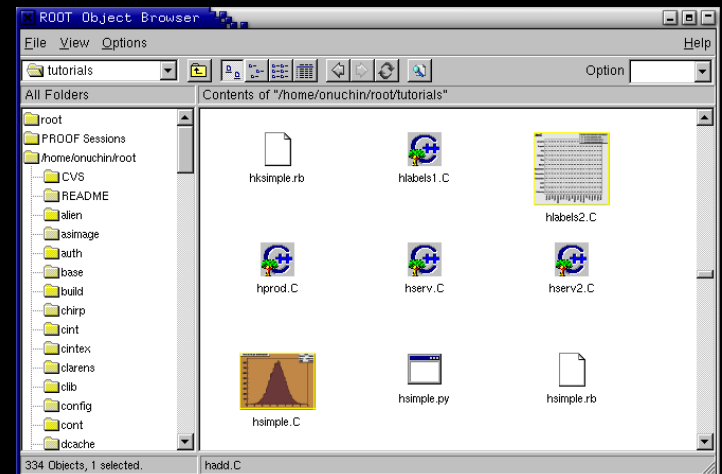 ROOT Object Browser
File View Options Help
tutorials Option
All Folders Contents of "/home/onuchin/root/tutorials"
root
PROOF Sessions
/home/onuchin/root
CVS
README
alien
asimage
auth
base
build
chirp
cint
cintex
clarens
clib
config
cont
dcache
hksimple.rb hlabels1.C hlabels2.C
hprod.C hserv.C hserv2.C
hsimple.C hsimple.py hsimple.rb
334 Objects, 1 selected. hadd.C